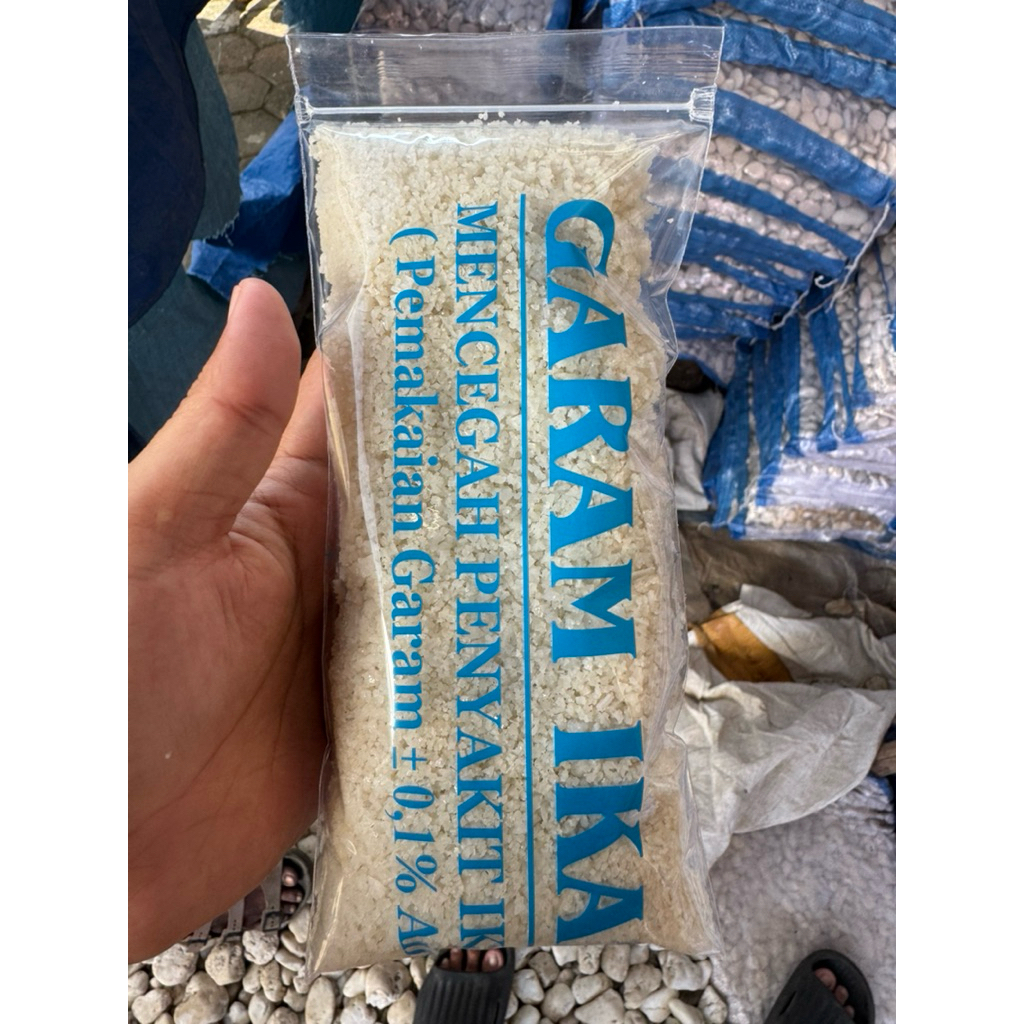 GARAM IKA
MENCEGAH PENYAKIT IK
( Pemakaian Garam ± 0,1% A